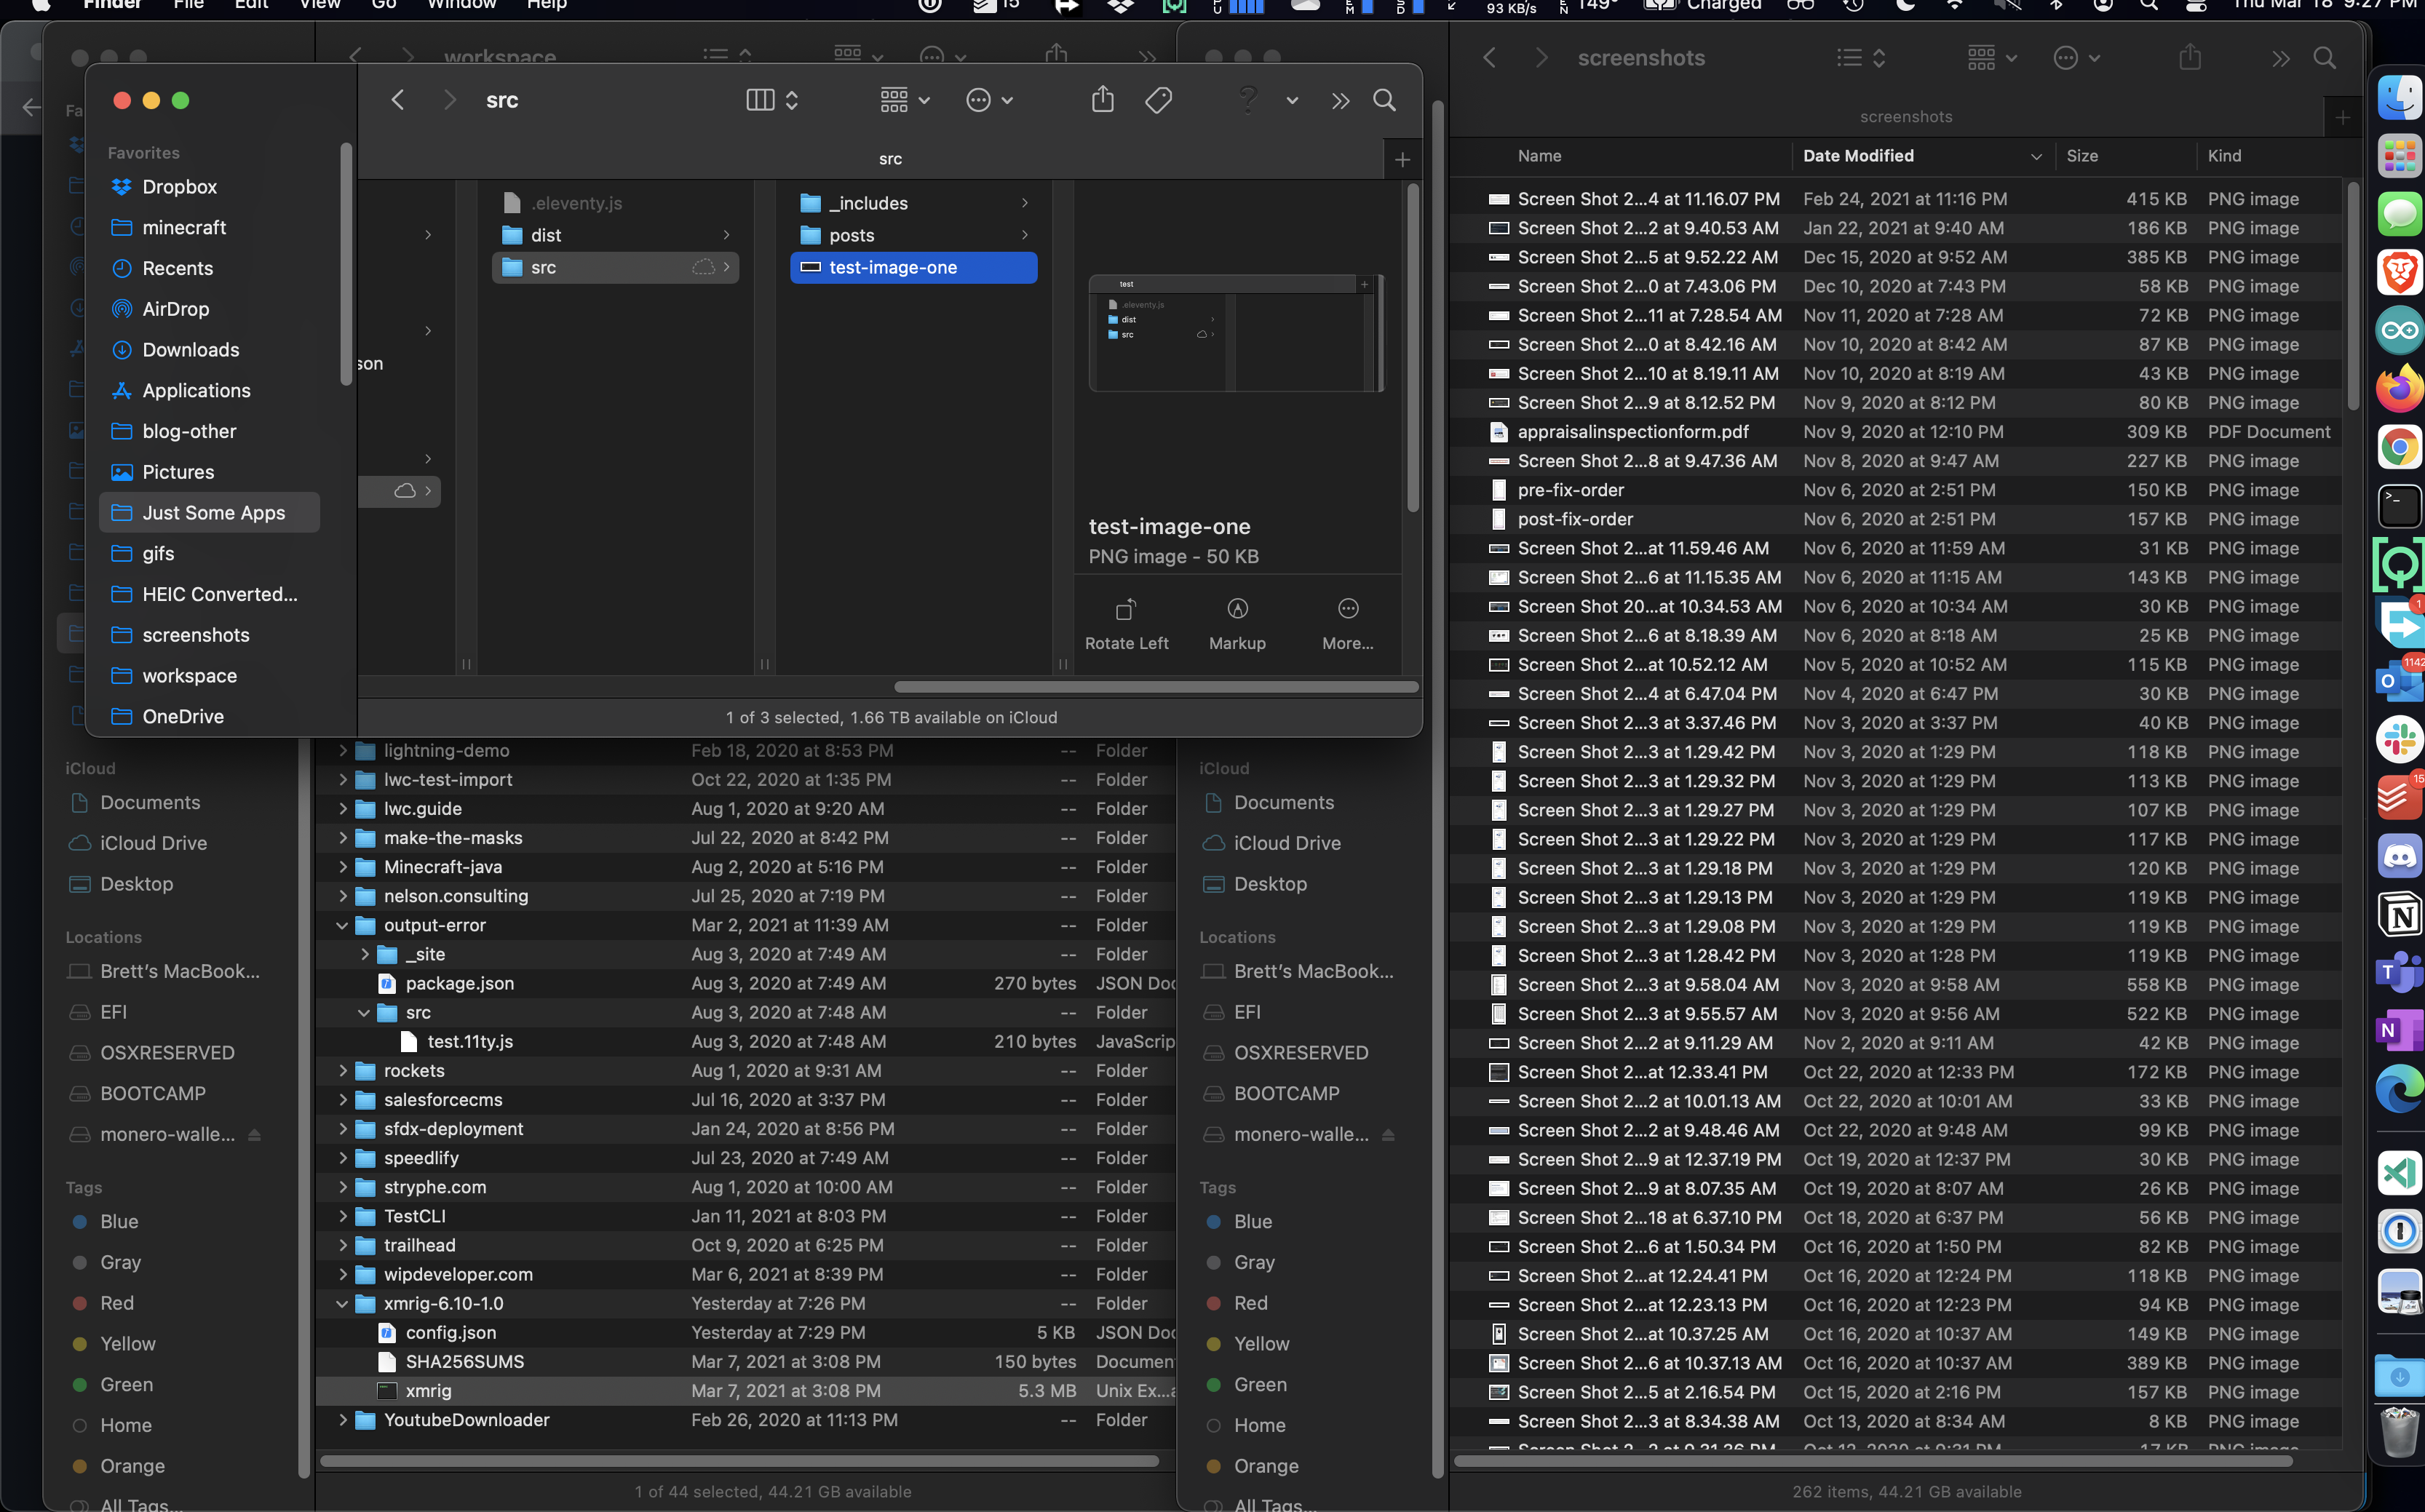 Finder File Edit View Go Window Help
15
93 KB/s
149°
Charged
Thu Mar 18 9:27 PM
workspace
src
src
Favorites
Dropbox
minecraft
Recents
AirDrop
Downloads
Applications
blog-other
Pictures
Just Some Apps
gifs
HEIC Converted...
screenshots
workspace
OneDrive
son
.eleventy.js
dist
src
_includes
posts
test-image-one
test
.eleventy.js
dist
src
test-image-one
PNG image - 50 KB
Rotate Left Markup More...
1 of 3 selected, 1.66 TB available on iCloud
Fa
iCloud
Documents
iCloud Drive
Desktop
Locations
Brett's MacBook...
EFI
OSXRESERVED
BOOTCAMP
monero-walle...
Tags
Blue
Gray
Red
Yellow
Green
Home
Orange
All Tags...
lightning-demo Feb 18, 2020 at 8:53 PM -- Folder
lwc-test-import Oct 22, 2020 at 1:35 PM -- Folder
lwc.guide Aug 1, 2020 at 9:20 AM -- Folder
make-the-masks Jul 22, 2020 at 8:42 PM -- Folder
Minecraft-java Aug 2, 2020 at 5:16 PM -- Folder
nelson.consulting Jul 25, 2020 at 7:19 PM -- Folder
output-error Mar 2, 2021 at 11:39 AM -- Folder
_site Aug 3, 2020 at 7:49 AM -- Folder
package.json Aug 3, 2020 at 7:49 AM 270 bytes JSON Doc
src Aug 3, 2020 at 7:48 AM -- Folder
test.11ty.js Aug 3, 2020 at 7:48 AM 210 bytes JavaScrip
rockets Aug 1, 2020 at 9:31 AM -- Folder
salesforcecms Jul 16, 2020 at 3:37 PM -- Folder
sfdx-deployment Jan 24, 2020 at 8:56 PM -- Folder
speedlify Jul 23, 2020 at 7:49 AM -- Folder
stryphe.com Aug 1, 2020 at 10:00 AM -- Folder
TestCLI Jan 11, 2021 at 8:03 PM -- Folder
trailhead Oct 9, 2020 at 6:25 PM -- Folder
wipdeveloper.com Mar 6, 2021 at 8:39 PM -- Folder
xmrig-6.10-1.0 Yesterday at 7:26 PM -- Folder
config.json Yesterday at 7:29 PM 5 KB JSON Doc
SHA256SUMS Mar 7, 2021 at 3:08 PM 150 bytes Documen
xmrig Mar 7, 2021 at 3:08 PM 5.3 MB Unix Ex...a
YoutubeDownloader Feb 26, 2020 at 11:13 PM -- Folder
1 of 44 selected, 44.21 GB available
iCloud
Documents
iCloud Drive
Desktop
Locations
Brett's MacBook...
EFI
OSXRESERVED
BOOTCAMP
monero-walle...
Tags
Blue
Gray
Red
Yellow
Green
Home
Orange
All Tags...
screenshots
screenshots
Name Date Modified Size Kind
Screen Shot 2...4 at 11.16.07 PM Feb 24, 2021 at 11:16 PM 415 KB PNG image
Screen Shot 2...2 at 9.40.53 AM Jan 22, 2021 at 9:40 AM 186 KB PNG image
Screen Shot 2...5 at 9.52.22 AM Dec 15, 2020 at 9:52 AM 385 KB PNG image
Screen Shot 2...0 at 7.43.06 PM Dec 10, 2020 at 7:43 PM 58 KB PNG image
Screen Shot 2...11 at 7.28.54 AM Nov 11, 2020 at 7:28 AM 72 KB PNG image
Screen Shot 2...0 at 8.42.16 AM Nov 10, 2020 at 8:42 AM 87 KB PNG image
Screen Shot 2...10 at 8.19.11 AM Nov 10, 2020 at 8:19 AM 43 KB PNG image
Screen Shot 2...9 at 8.12.52 PM Nov 9, 2020 at 8:12 PM 80 KB PNG image
appraisalinspectionform.pdf Nov 9, 2020 at 12:10 PM 309 KB PDF Document
Screen Shot 2...8 at 9.47.36 AM Nov 8, 2020 at 9:47 AM 227 KB PNG image
pre-fix-order Nov 6, 2020 at 2:51 PM 150 KB PNG image
post-fix-order Nov 6, 2020 at 2:51 PM 157 KB PNG image
Screen Shot 2...at 11.59.46 AM Nov 6, 2020 at 11:59 AM 31 KB PNG image
Screen Shot 2...6 at 11.15.35 AM Nov 6, 2020 at 11:15 AM 143 KB PNG image
Screen Shot 20...at 10.34.53 AM Nov 6, 2020 at 10:34 AM 30 KB PNG image
Screen Shot 2...6 at 8.18.39 AM Nov 6, 2020 at 8:18 AM 25 KB PNG image
Screen Shot 2...at 10.52.12 AM Nov 5, 2020 at 10:52 AM 115 KB PNG image
Screen Shot 2...4 at 6.47.04 PM Nov 4, 2020 at 6:47 PM 30 KB PNG image
Screen Shot 2...3 at 3.37.46 PM Nov 3, 2020 at 3:37 PM 40 KB PNG image
Screen Shot 2...3 at 1.29.42 PM Nov 3, 2020 at 1:29 PM 118 KB PNG image
Screen Shot 2...3 at 1.29.32 PM Nov 3, 2020 at 1:29 PM 113 KB PNG image
Screen Shot 2...3 at 1.29.27 PM Nov 3, 2020 at 1:29 PM 107 KB PNG image
Screen Shot 2...3 at 1.29.22 PM Nov 3, 2020 at 1:29 PM 117 KB PNG image
Screen Shot 2...3 at 1.29.18 PM Nov 3, 2020 at 1:29 PM 120 KB PNG image
Screen Shot 2...3 at 1.29.13 PM Nov 3, 2020 at 1:29 PM 119 KB PNG image
Screen Shot 2...3 at 1.29.08 PM Nov 3, 2020 at 1:29 PM 119 KB PNG image
Screen Shot 2...3 at 1.28.42 PM Nov 3, 2020 at 1:28 PM 119 KB PNG image
Screen Shot 2...3 at 9.58.04 AM Nov 3, 2020 at 9:58 AM 558 KB PNG image
Screen Shot 2...3 at 9.55.57 AM Nov 3, 2020 at 9:56 AM 522 KB PNG image
Screen Shot 2...2 at 9.11.29 AM Nov 2, 2020 at 9:11 AM 42 KB PNG image
Screen Shot 2...at 12.33.41 PM Oct 22, 2020 at 12:33 PM 172 KB PNG image
Screen Shot 2...2 at 10.01.13 AM Oct 22, 2020 at 10:01 AM 33 KB PNG image
Screen Shot 2...2 at 9.48.46 AM Oct 22, 2020 at 9:48 AM 99 KB PNG image
Screen Shot 2...9 at 12.37.19 PM Oct 19, 2020 at 12:37 PM 30 KB PNG image
Screen Shot 2...9 at 8.07.35 AM Oct 19, 2020 at 8:07 AM 26 KB PNG image
Screen Shot 2...18 at 6.37.10 PM Oct 18, 2020 at 6:37 PM 56 KB PNG image
Screen Shot 2...6 at 1.50.34 PM Oct 16, 2020 at 1:50 PM 82 KB PNG image
Screen Shot 2...at 12.24.41 PM Oct 16, 2020 at 12:24 PM 118 KB PNG image
Screen Shot 2...at 12.23.13 PM Oct 16, 2020 at 12:23 PM 94 KB PNG image
Screen Shot 2...at 10.37.25 AM Oct 16, 2020 at 10:37 AM 149 KB PNG image
Screen Shot 2...6 at 10.37.13 AM Oct 16, 2020 at 10:37 AM 389 KB PNG image
Screen Shot 2...5 at 2.16.54 PM Oct 15, 2020 at 2:16 PM 157 KB PNG image
Screen Shot 2...3 at 8.34.38 AM Oct 13, 2020 at 8:34 AM 8 KB PNG image
262 items, 44.21 GB available
1
1142
15